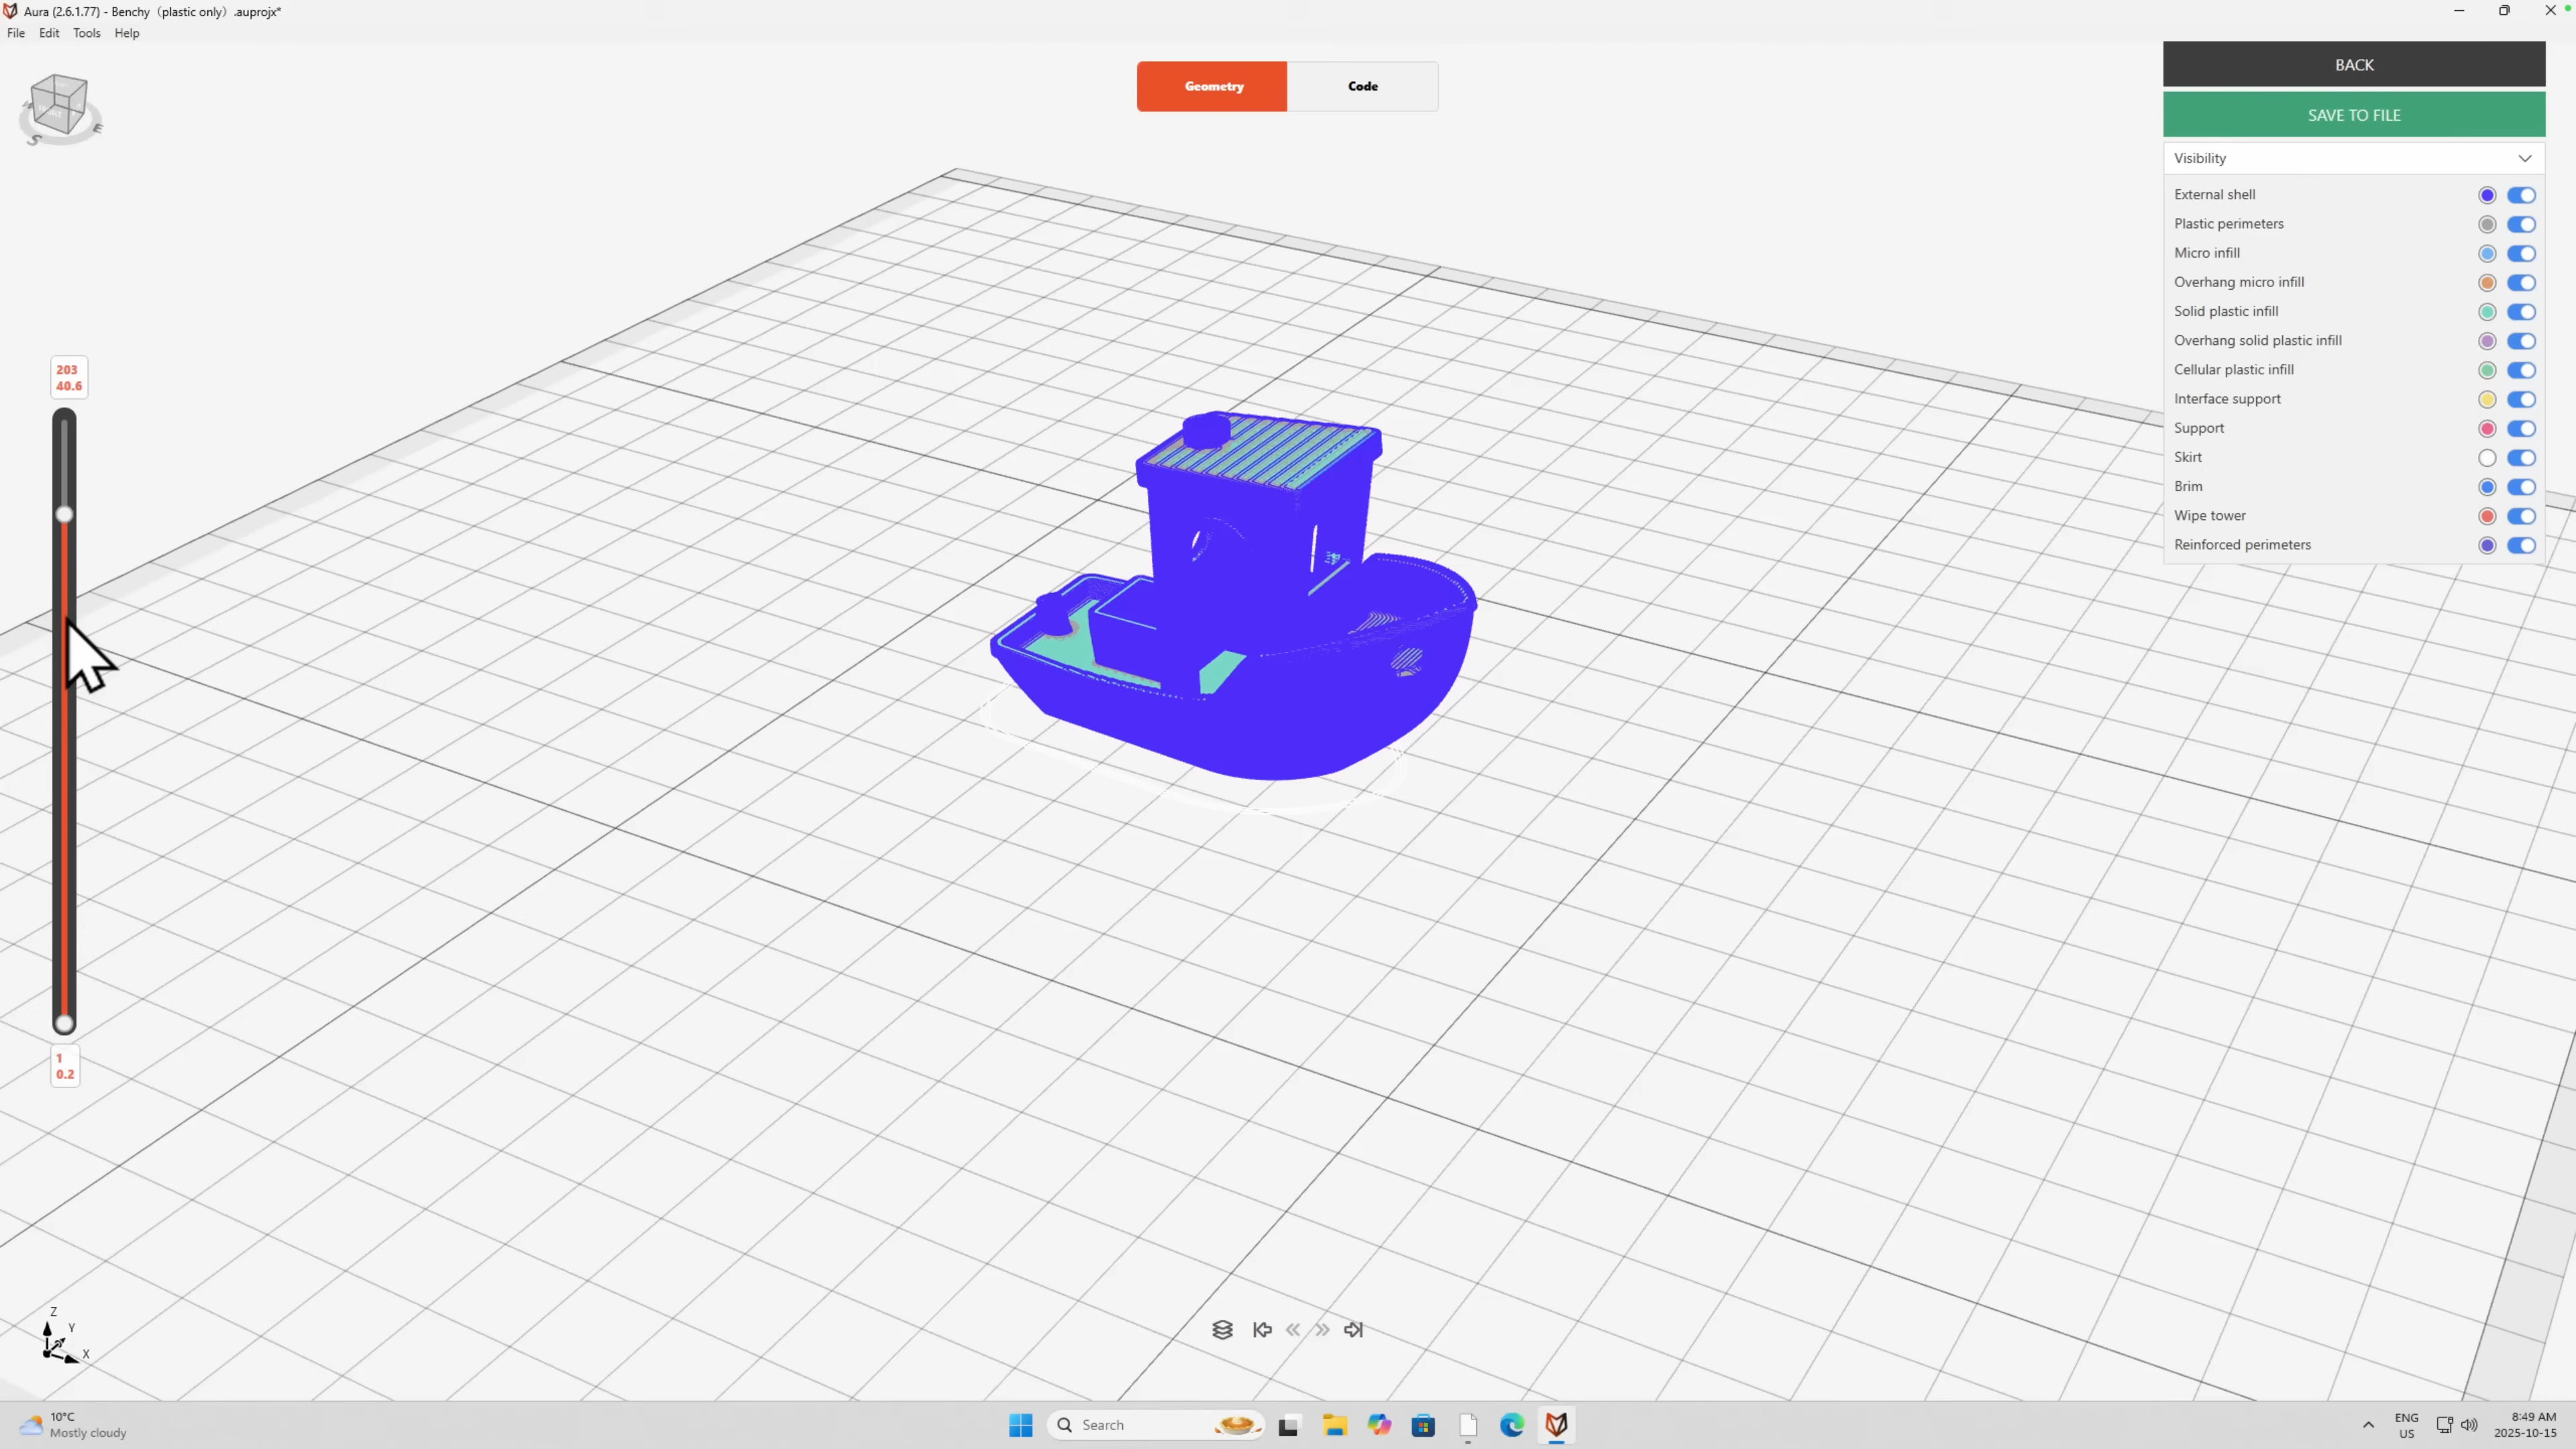 Aura (2.6.1.77) - Benchy（plastic only）.auprojx*
File Edit Tools Help
Geometry
Code
BACK
SAVE TO FILE
Visibility
External shell
Plastic perimeters
Micro infill
Overhang micro infill
Solid plastic infill
Overhang solid plastic infill
Cellular plastic infill
Interface support
Support
Skirt
Brim
Wipe tower
Reinforced perimeters
S
E
203
40.6
1
0.2
Z
Y
X
10°C
Mostly cloudy
Search
ENG
US
8:49 AM
2025-10-15